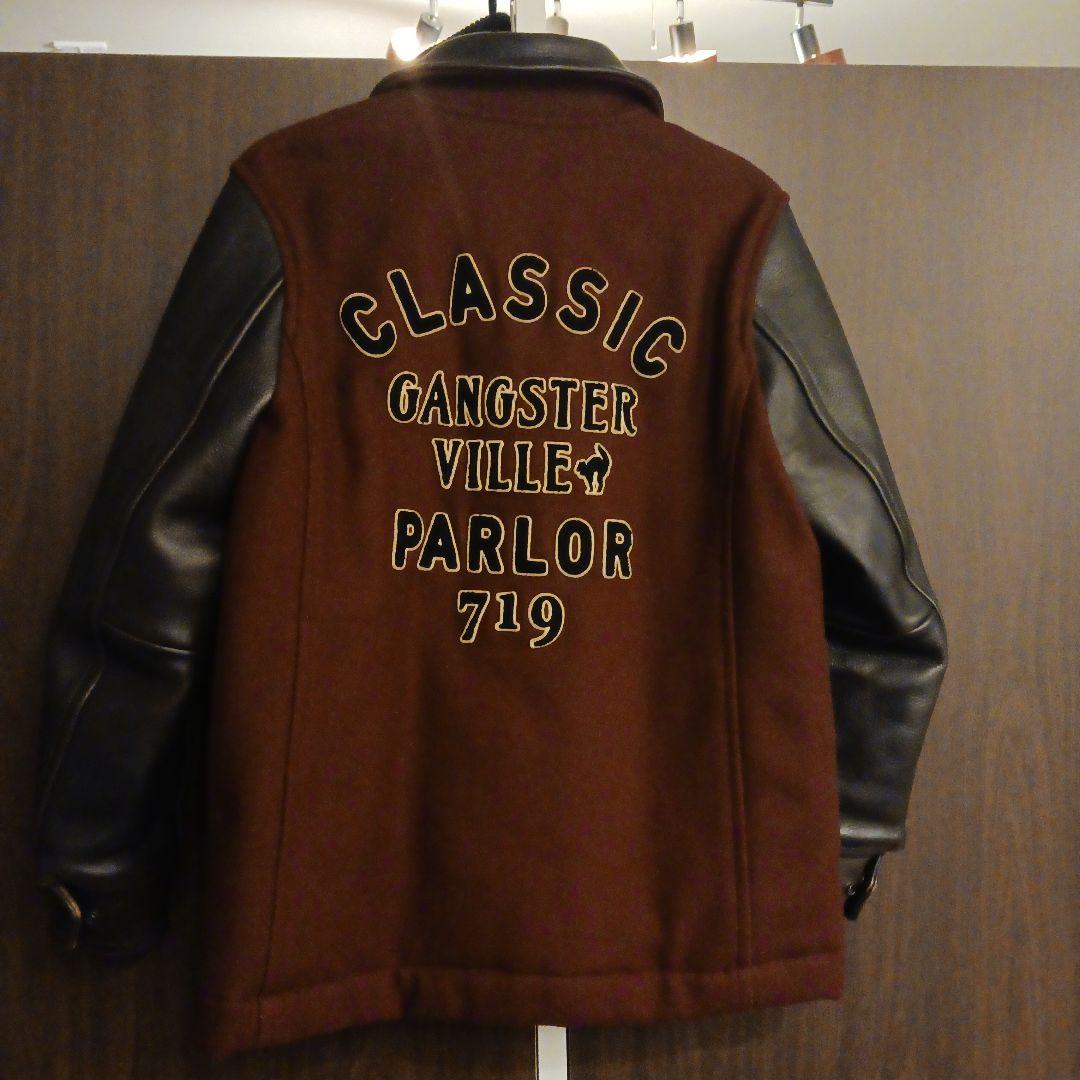 CLASSIC
GANGSTER
VILLE
PARLOR
719